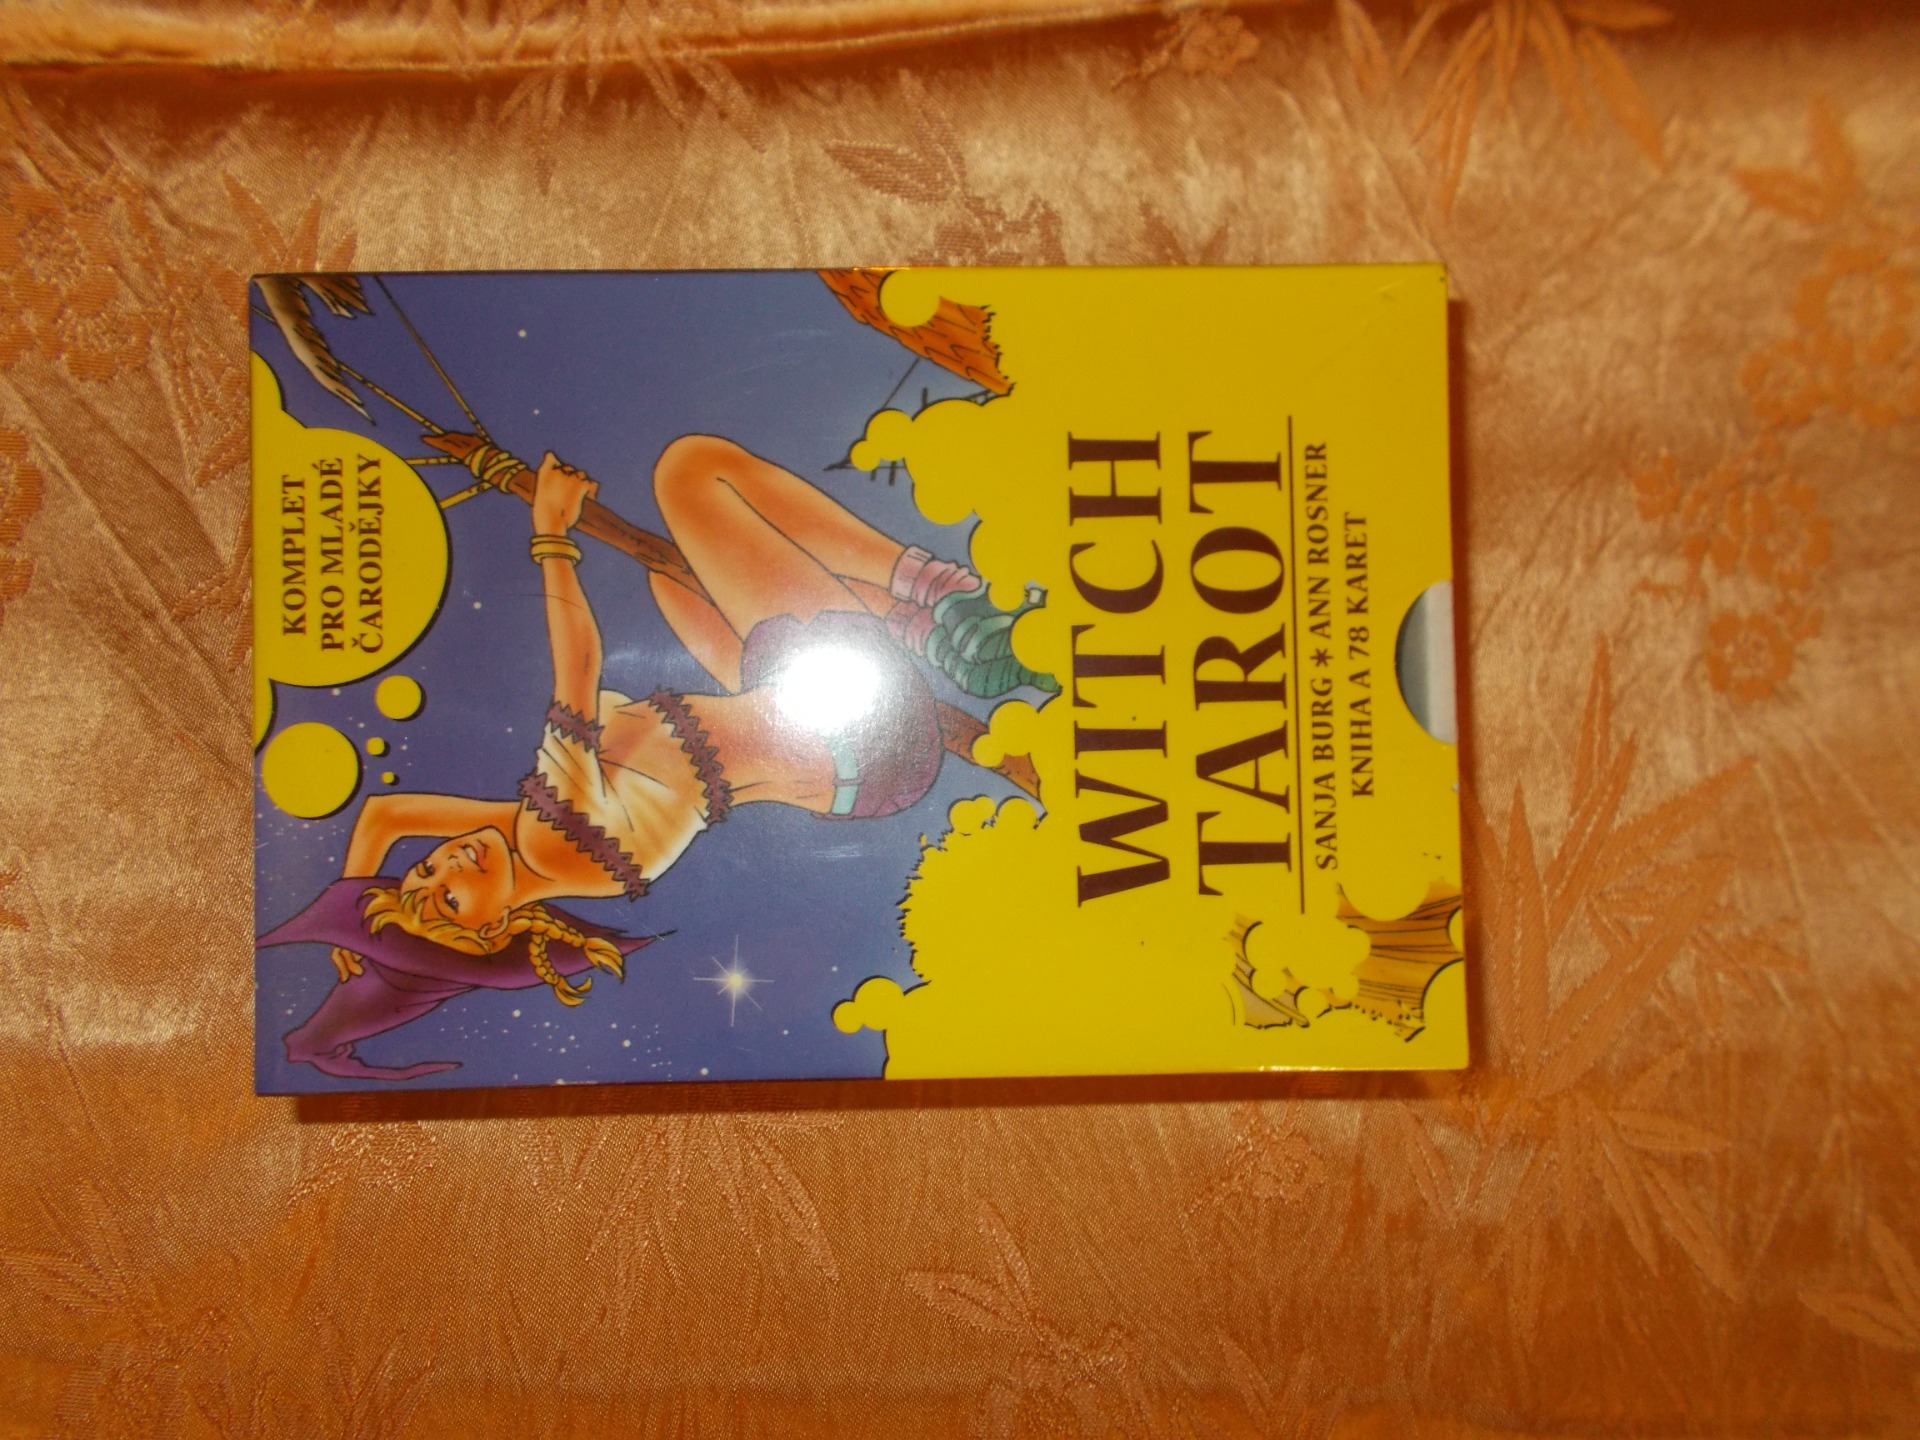 KOMPLET
PRO MLADÉ
ČARODĚJKY
WITCH
TAROT
SANJA BURG * ANN ROSNER
KNIHA A 78 KARET